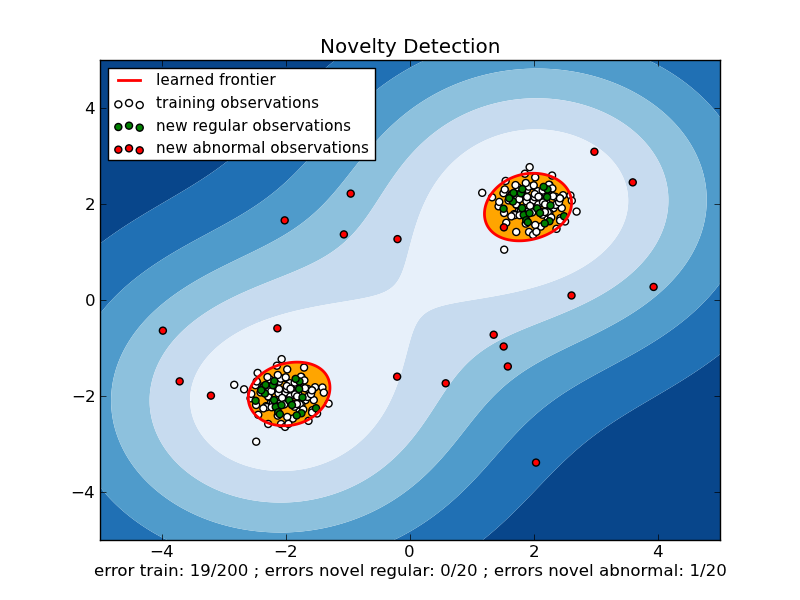 Novelty Detection
learned frontier
training observations
new regular observations
new abnormal observations
4
2
0
−2
−4
−4 −2 0 2 4
error train: 19/200 ; errors novel regular: 0/20 ; errors novel abnormal: 1/20